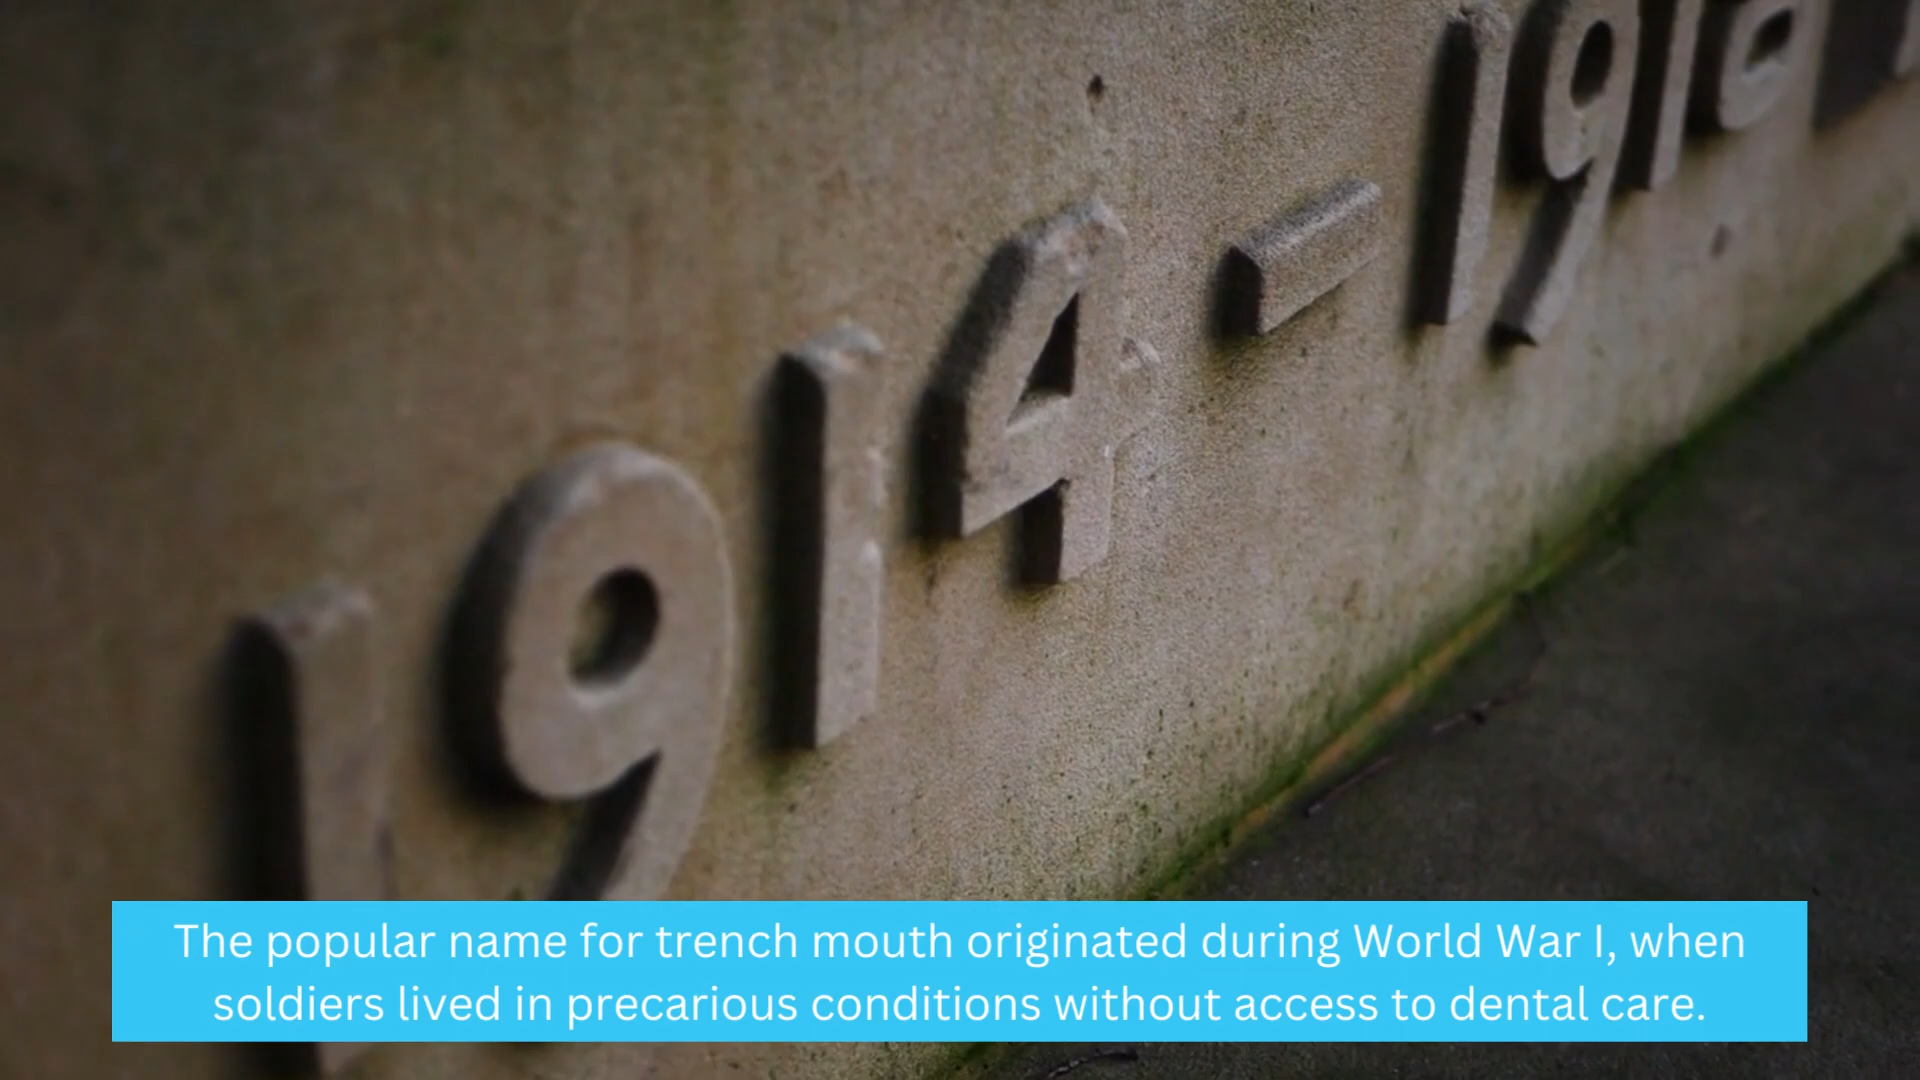 1914-1918
The popular name for trench mouth originated during World War I, when
soldiers lived in precarious conditions without access to dental care.